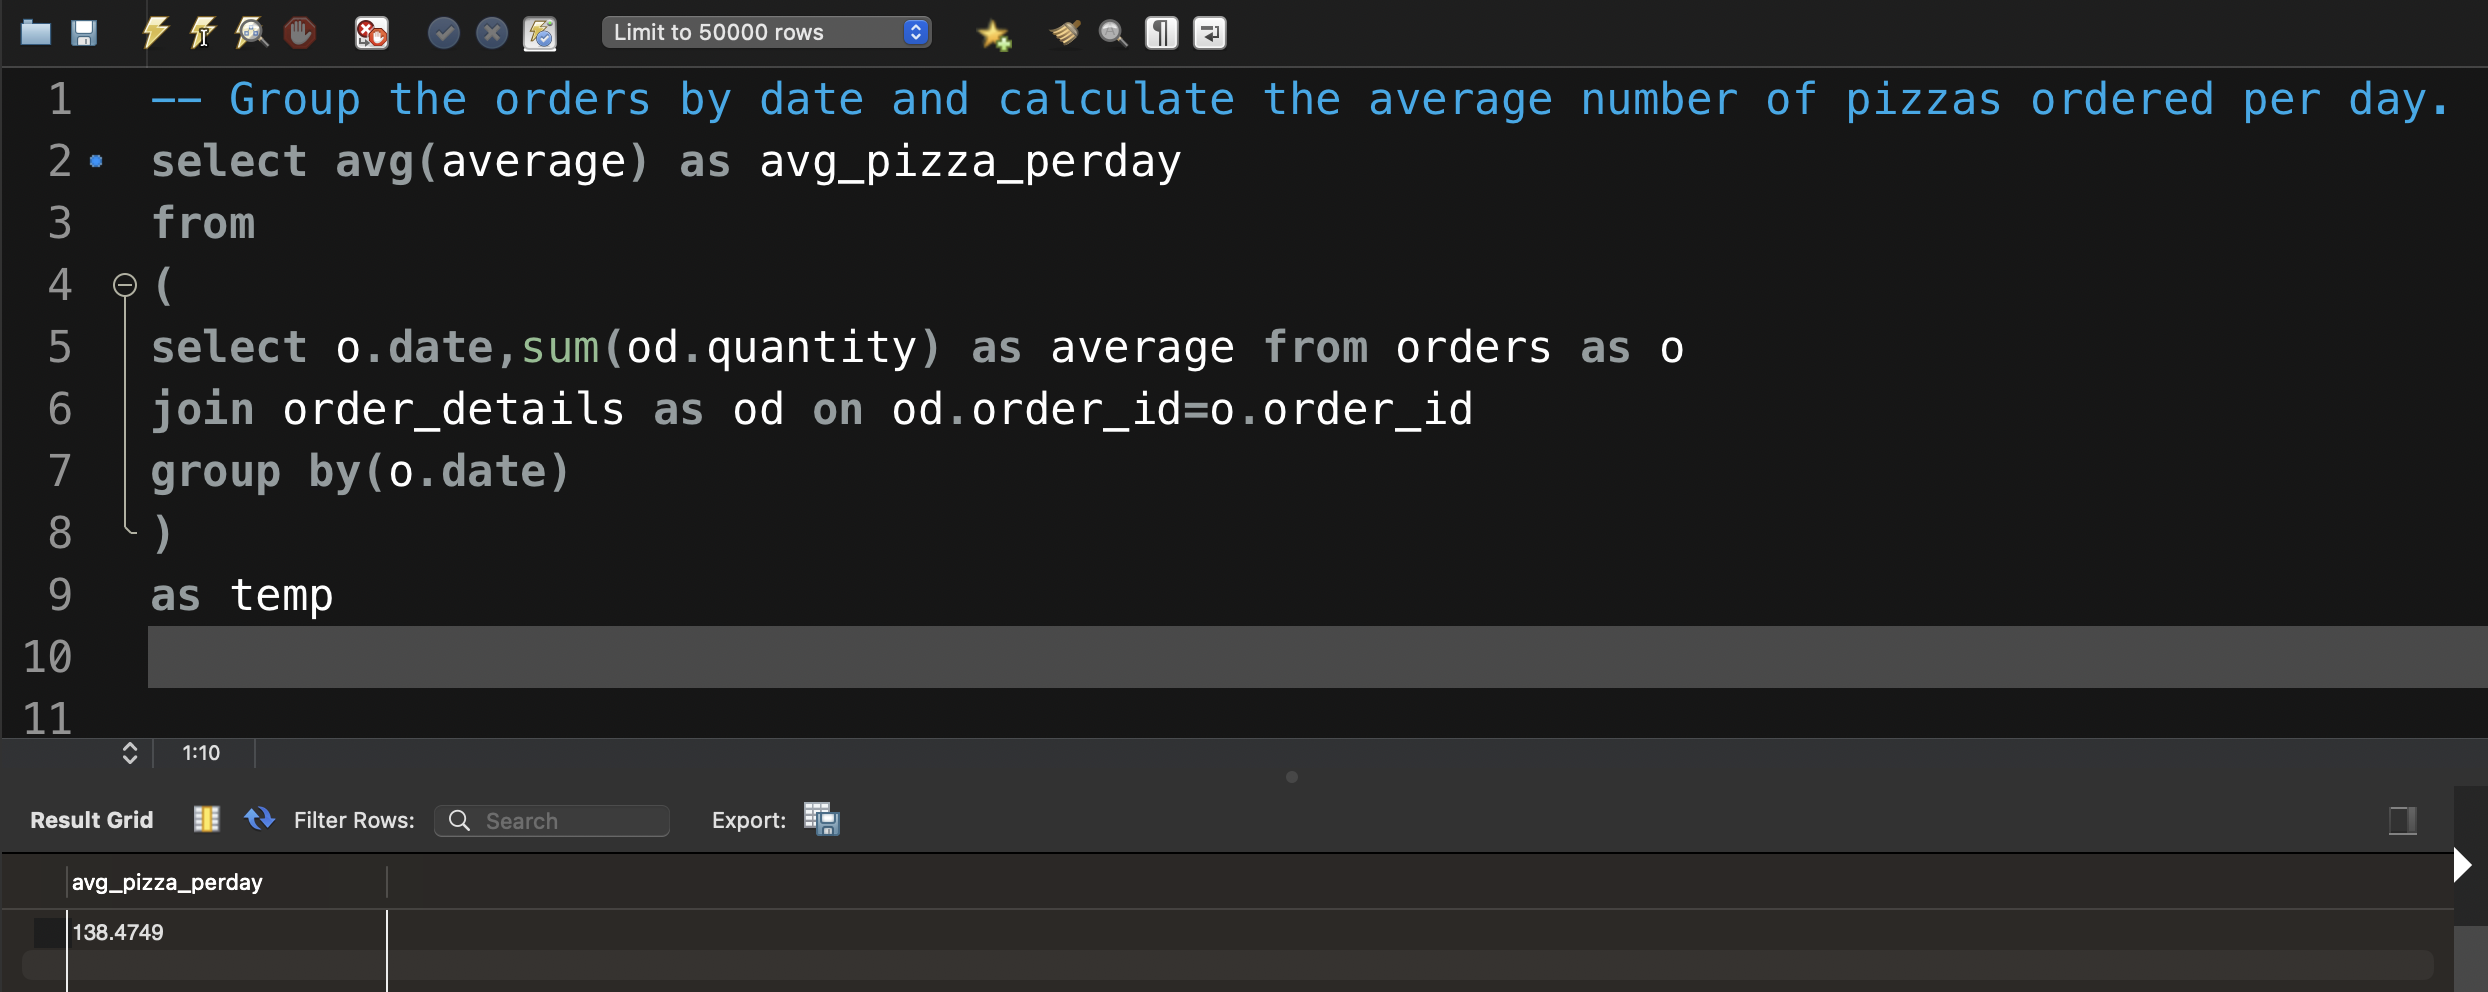 Limit to 50000 rows
1 -- Group the orders by date and calculate the average number of pizzas ordered per day.
2 select avg(average) as avg_pizza_perday
3 from
4 (
5 select o.date,sum(od.quantity) as average from orders as o
6 join order_details as od on od.order_id=o.order_id
7 group by(o.date)
8 )
9 as temp
10
11
1:10
Result Grid Filter Rows: Search Export:
avg_pizza_perday
138.4749